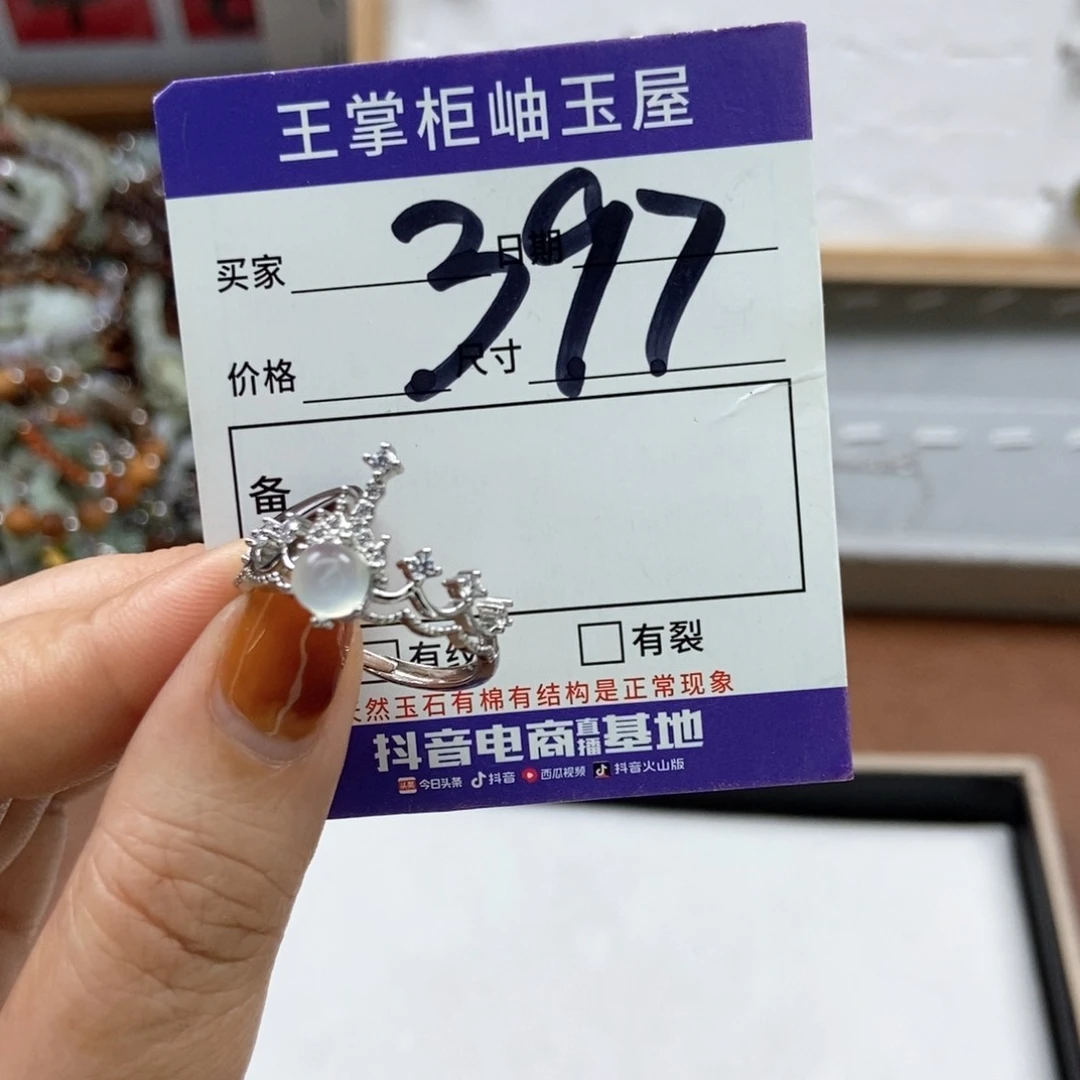 王掌柜岫玉屋
397
买家 日期
价格 尺寸
备
有纹 有裂
然玉石有棉有结构是正常现象
抖音电商直播基地
头条 今日头条 抖音 西瓜视频 抖音火山版